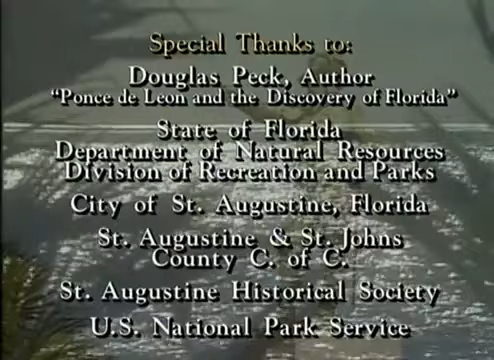 Special Thanks to:
Douglas Peck, Author
"Ponce de Leon and the Discovery of Florida"
State of Florida
Department of Natural Resources
Division of Recreation and Parks
City of St. Augustine, Florida
St. Augustine & St. Johns
County C. of C.
St. Augustine Historical Society
U.S. National Park Service